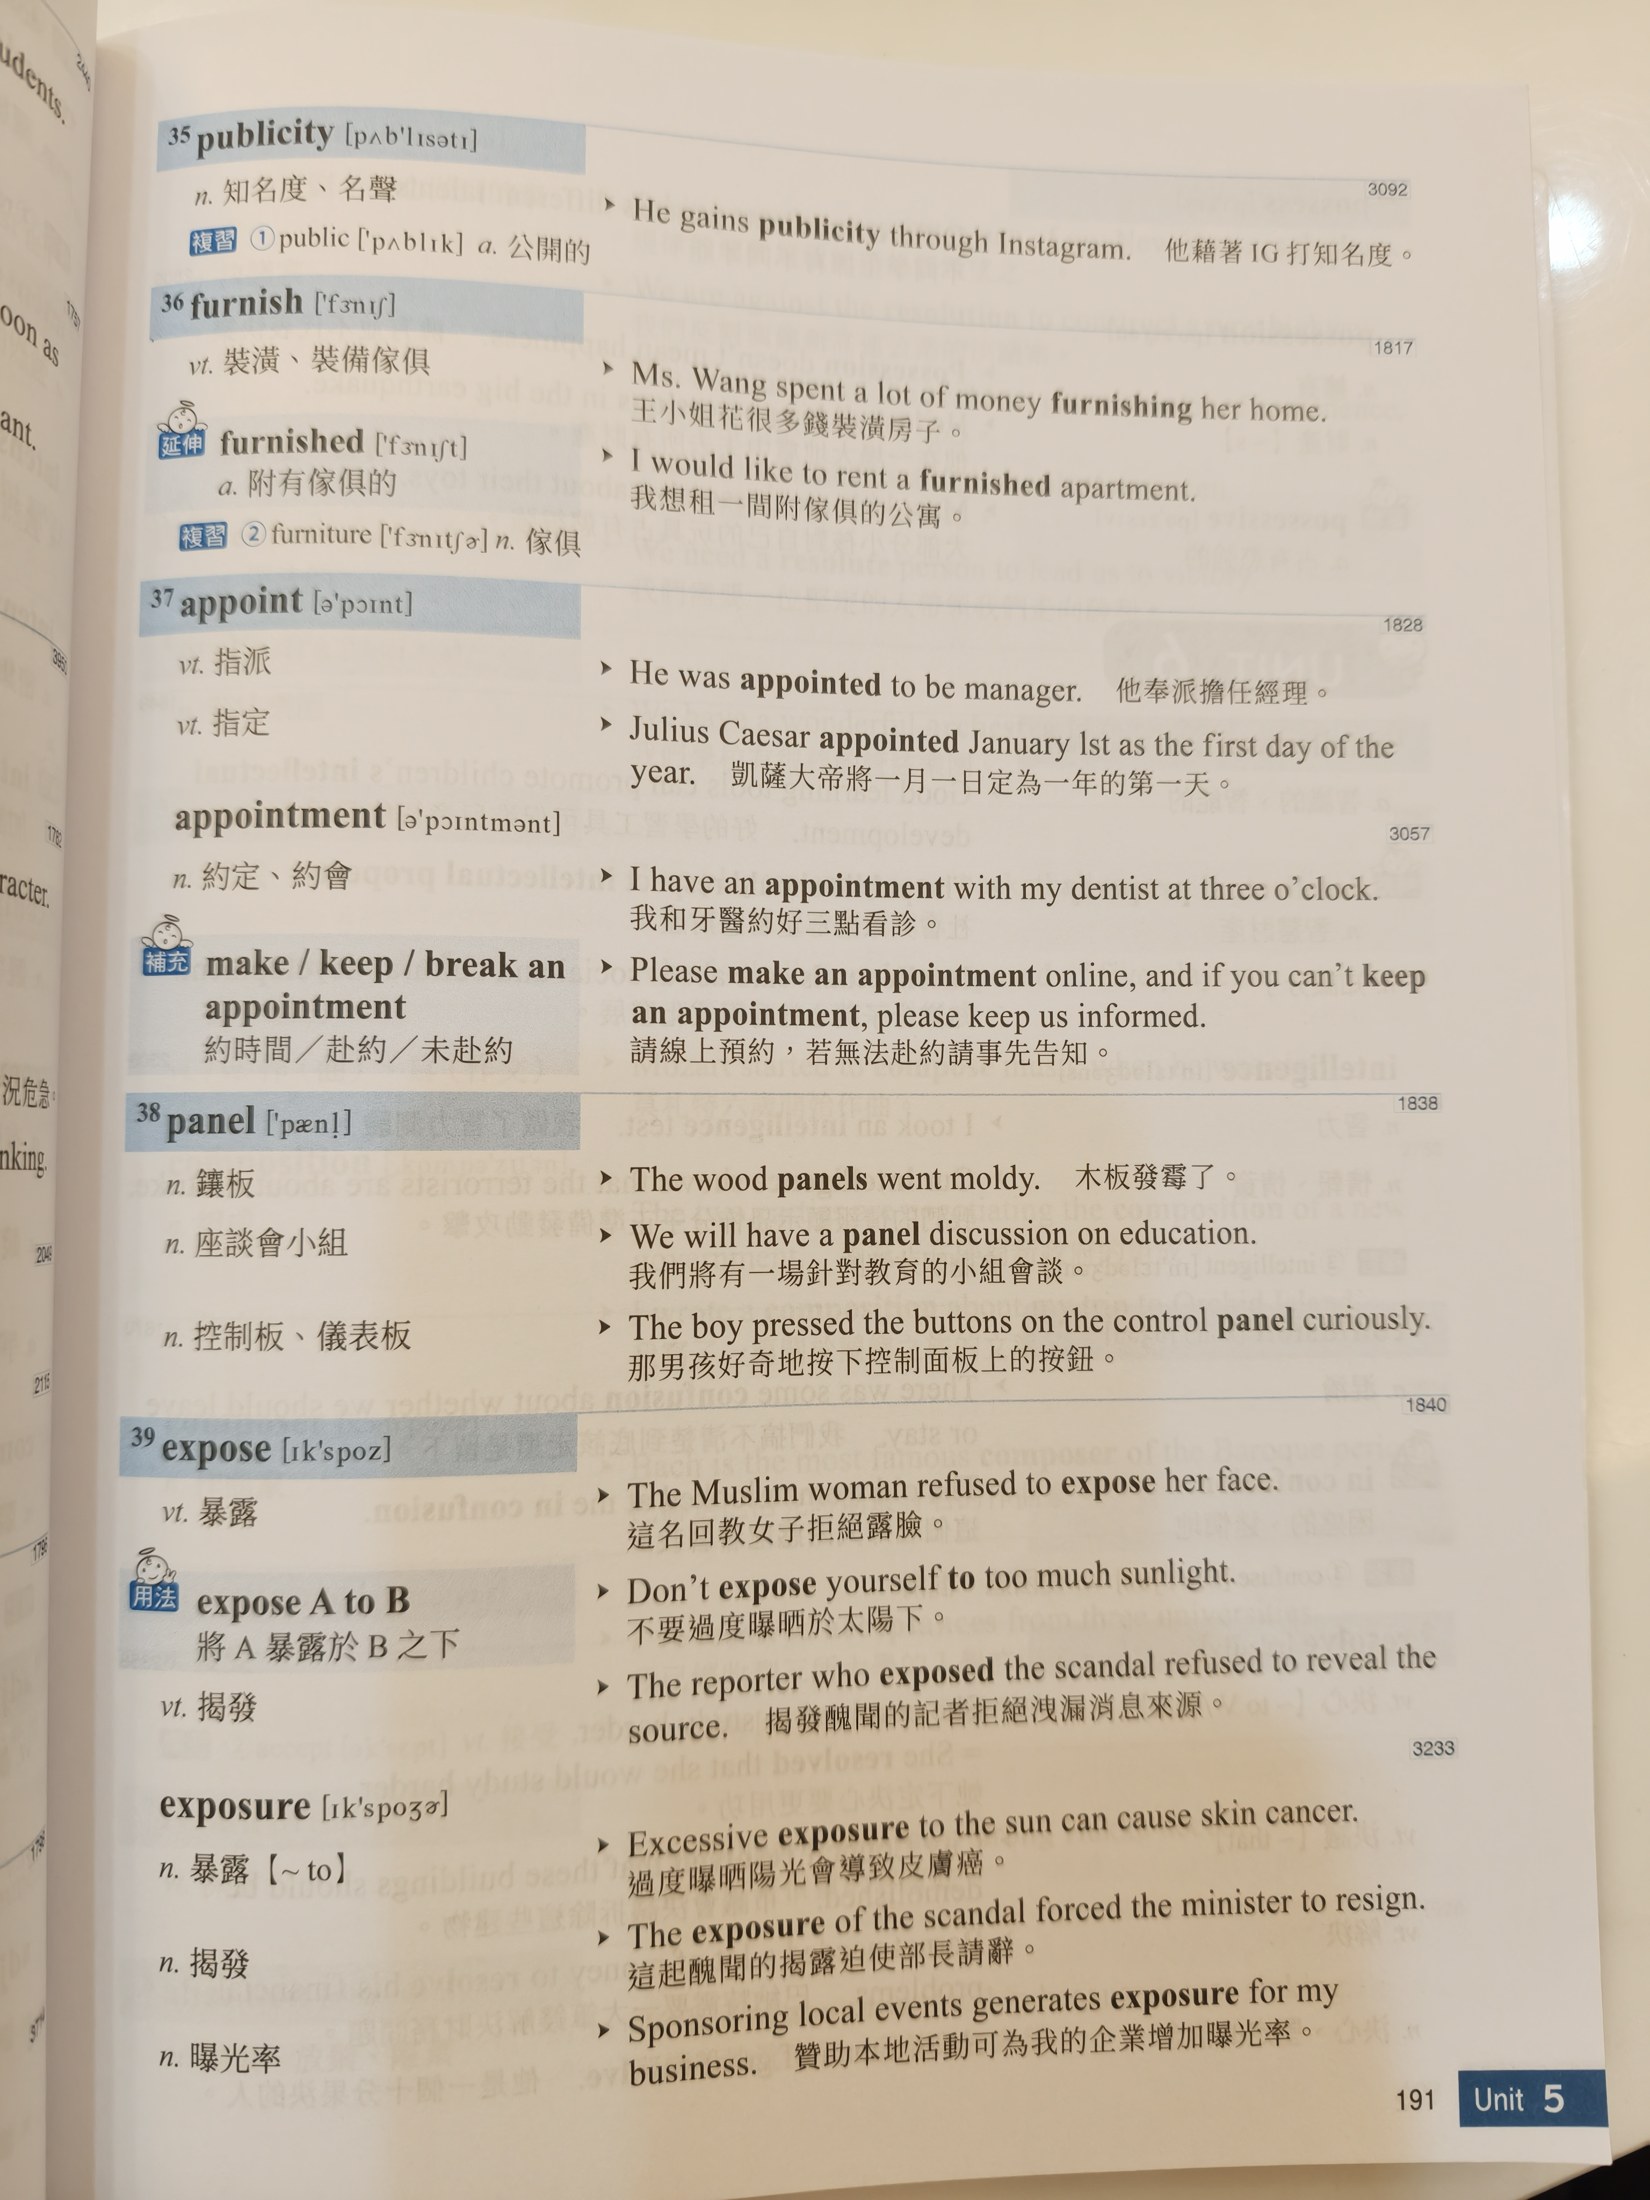 udents.
oon as
ant.
racter.
況危急。
nking.
35 publicity [pʌb'lɪsətɪ]
n. 知名度、名聲
3092
He gains publicity through Instagram. 他藉著 IG 打知名度。
複習 ①public ['pʌblɪk] a. 公開的
36 furnish ['fɝnɪʃ]
1817
vt. 裝潢、裝備傢俱
Ms. Wang spent a lot of money furnishing her home.
王小姐花很多錢裝潢房子。
延伸 furnished ['fɝnɪʃt]
a. 附有傢俱的
I would like to rent a furnished apartment.
我想租一間附傢俱的公寓。
複習 ②furniture ['fɝnɪtʃɚ] n. 傢俱
37 appoint [ə'pɔɪnt]
1828
vt. 指派
He was appointed to be manager. 他奉派擔任經理。
vt. 指定
Julius Caesar appointed January lst as the first day of the
year. 凱薩大帝將一月一日定為一年的第一天。
appointment [ə'pɔɪntmənt]
3057
n. 約定、約會
I have an appointment with my dentist at three o'clock.
我和牙醫約好三點看診。
補充 make / keep / break an
appointment
約時間／赴約／未赴約
Please make an appointment online, and if you can't keep
an appointment, please keep us informed.
請線上預約，若無法赴約請事先告知。
38 panel ['pænl̩]
1838
n. 鑲板
The wood panels went moldy. 木板發霉了。
n. 座談會小組
We will have a panel discussion on education.
我們將有一場針對教育的小組會談。
n. 控制板、儀表板
The boy pressed the buttons on the control panel curiously.
那男孩好奇地按下控制面板上的按鈕。
39 expose [ɪk'spoz]
1840
vt. 暴露
The Muslim woman refused to expose her face.
這名回教女子拒絕露臉。
用法 expose A to B
將 A 暴露於 B 之下
Don't expose yourself to too much sunlight.
不要過度曝晒於太陽下。
vt. 揭發
The reporter who exposed the scandal refused to reveal the
source. 揭發醜聞的記者拒絕洩漏消息來源。
3233
exposure [ɪk'spoʒɚ]
n. 暴露【~ to】
Excessive exposure to the sun can cause skin cancer.
過度曝晒陽光會導致皮膚癌。
n. 揭發
The exposure of the scandal forced the minister to resign.
這起醜聞的揭露迫使部長請辭。
n. 曝光率
Sponsoring local events generates exposure for my
business. 贊助本地活動可為我的企業增加曝光率。
191 Unit 5